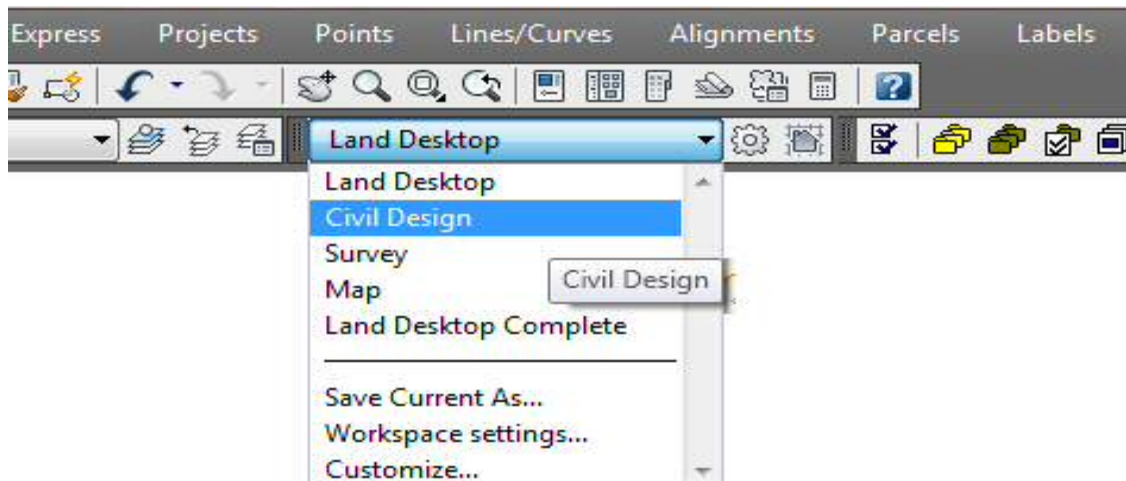 Express Projects Points Lines/Curves Alignments Parcels Labels
Land Desktop
Land Desktop
Civil Design
Survey
Civil Design
Map
Land Desktop Complete
Save Current As...
Workspace settings...
Customize...